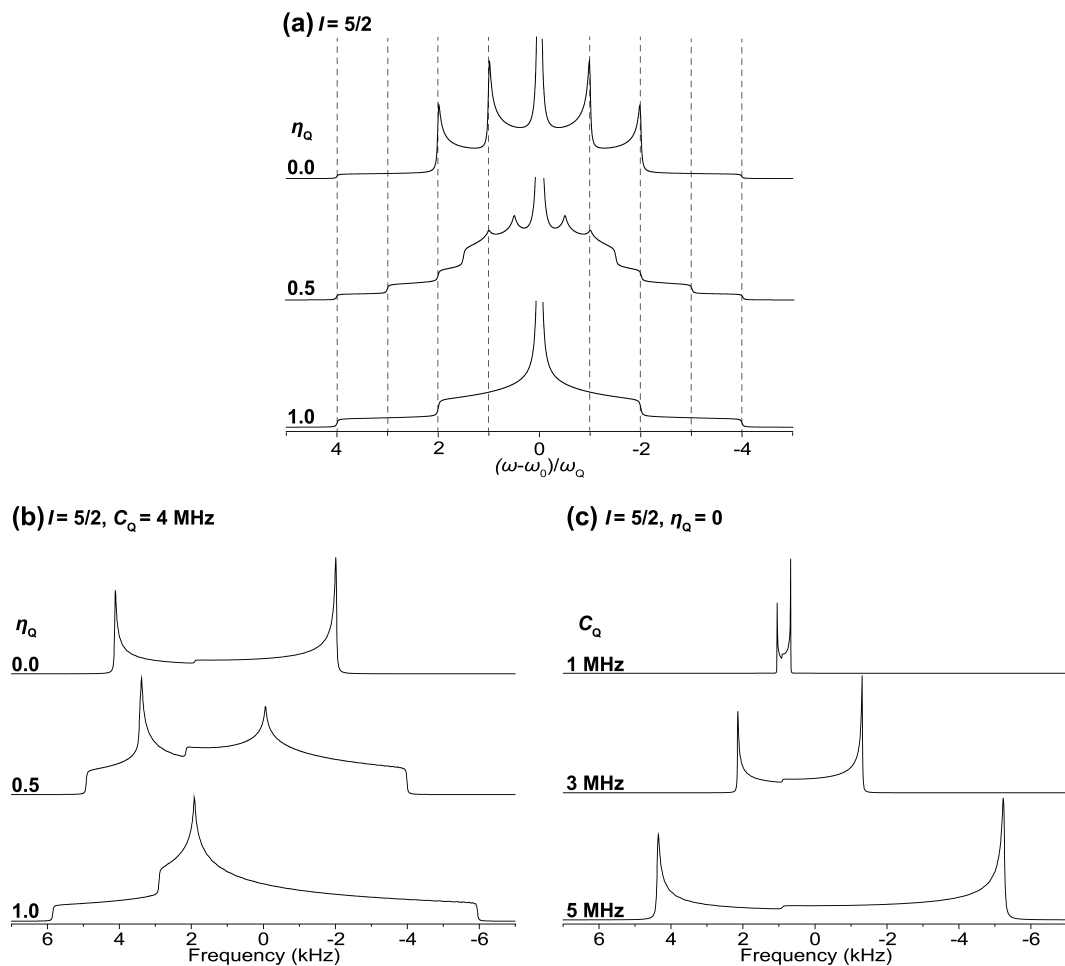 (a) I = 5/2
ηQ
0.0
0.5
1.0
4 2 0 -2 -4
(ω-ω0)/ωQ
(b) I = 5/2, CQ = 4 MHz
ηQ
0.0
0.5
1.0
6 4 2 0 -2 -4 -6
Frequency (kHz)
(c) I = 5/2, ηQ = 0
CQ
1 MHz
3 MHz
5 MHz
6 4 2 0 -2 -4 -6
Frequency (kHz)